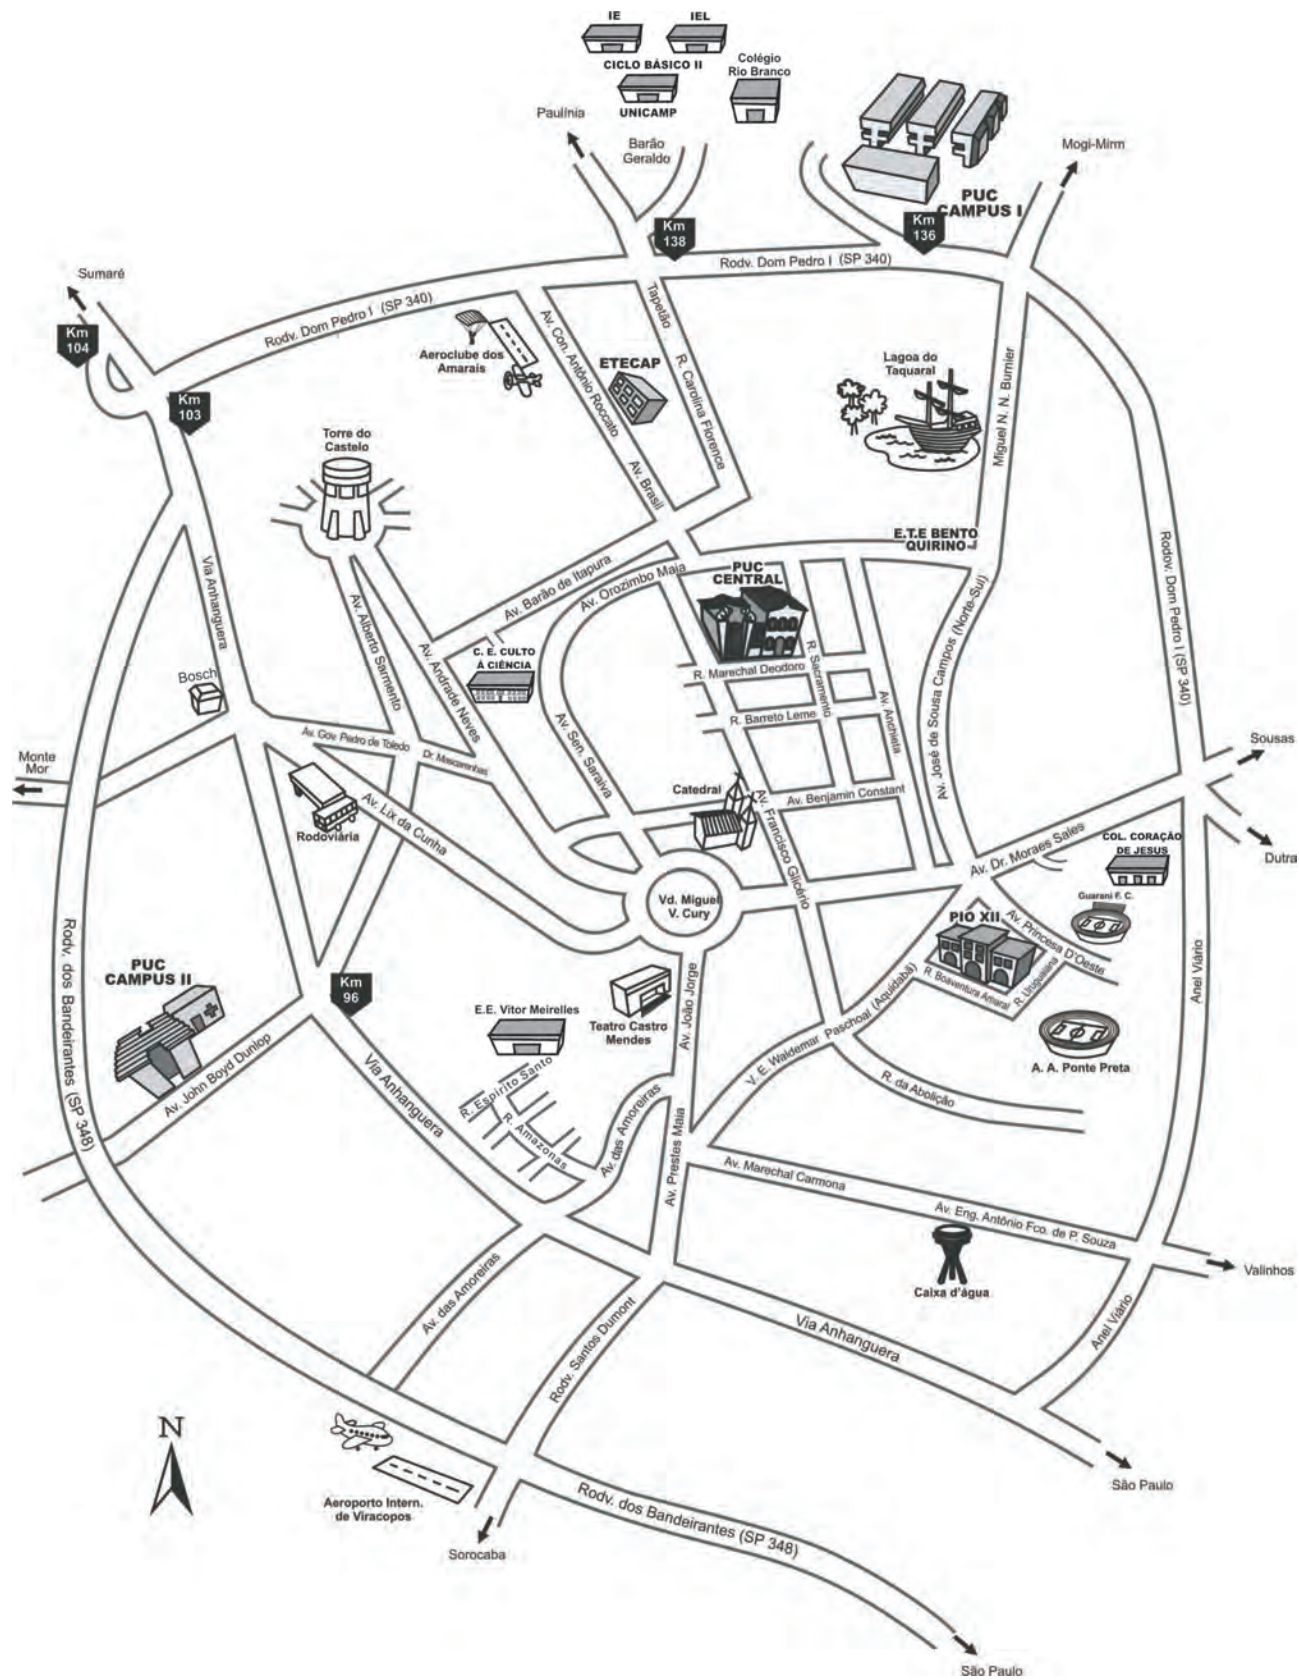 IE
IEL
CICLO BÁSICO II
UNICAMP
Colégio
Rio Branco
Paulínia
Barão
Geraldo
Mogi-Mirm
PUC
CAMPUS I
Km
138
Km
136
Rodv. Dom Pedro I (SP 340)
Sumaré
Km
104
Rodv. Dom Pedro I (SP 340)
Km
103
Aeroclube dos
Amarais
ETECAP
Av. Con. Antônio Roccato
Tapetão
R. Carolina Florence
Av. Brasil
Lagoa do
Taquaral
Miguel N. N. Burnier
Torre do
Castelo
Via Anhanguera
E.T.E BENTO
QUIRINO
Av. Barão de Itapura
Av. Orozimbo Maia
PUC
CENTRAL
Rodov. Dom Pedro I (SP 340)
Av. José de Sousa Campos (Norte-Sul)
Av. Alberto Sarmento
Av. Andrade Neves
C. E. CULTO
À CIÊNCIA
R. Marechal Deodoro
R. Sacramento
R. Barreto Leme
Av. Anchieta
Bosch
Av. Gov. Pedro de Toledo
Dr. Mascarenhas
Av. Sen. Saraiva
Monte
Mor
Sousas
Rodoviária
Av. Lix da Cunha
Catedral
Av. Benjamin Constant
Av. Francisco Glicério
Av. Dr. Moraes Sales
COL. CORAÇÃO
DE JESUS
Dutra
Vd. Miguel
V. Cury
Guarani F. C.
PIO XII
Av. Princesa D'Oeste
R. Boaventura Amaral
R. Uruguaiana
Anel Viário
Rodv. dos Bandeirantes (SP 348)
PUC
CAMPUS II
Km
96
E.E. Vitor Meirelles
Teatro Castro
Mendes
Av. João Jorge
V. E. Waldemar Paschoal (Aquidabã)
A. A. Ponte Preta
R. da Abolição
Av. John Boyd Dunlop
Via Anhanguera
R. Espírito Santo
R. Amazonas
Av. das Amoreiras
Av. Prestes Maia
Av. Marechal Carmona
Av. Eng. Antônio Fco. de P. Souza
Caixa d'água
Valinhos
Av. das Amoreiras
Rodv. Santos Dumont
Via Anhanguera
Anel Viário
N
São Paulo
Aeroporto Intern.
de Viracopos
Rodv. dos Bandeirantes (SP 348)
Sorocaba
São Paulo